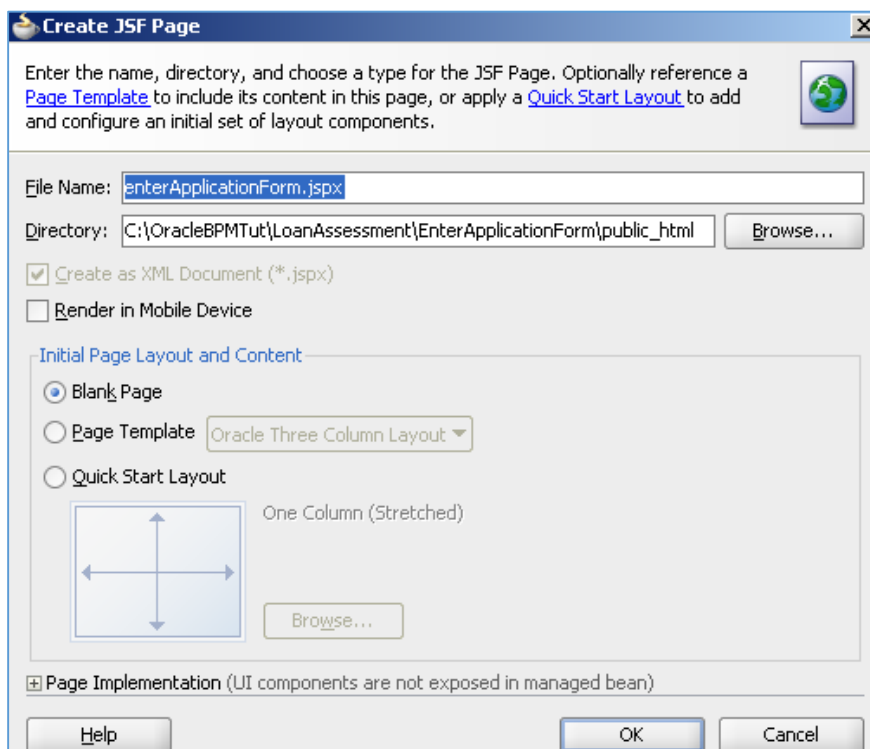 Create JSF Page
Enter the name, directory, and choose a type for the JSF Page. Optionally reference a
Page Template to include its content in this page, or apply a Quick Start Layout to add
and configure an initial set of layout components.
File Name: enterApplicationForm.jspx
Directory: C:\OracleBPMTut\LoanAssessment\EnterApplicationForm\public_html Browse...
Create as XML Document (*.jspx)
Render in Mobile Device
Initial Page Layout and Content
Blank Page
Page Template Oracle Three Column Layout
Quick Start Layout
One Column (Stretched)
Browse...
Page Implementation (UI components are not exposed in managed bean)
Help OK Cancel